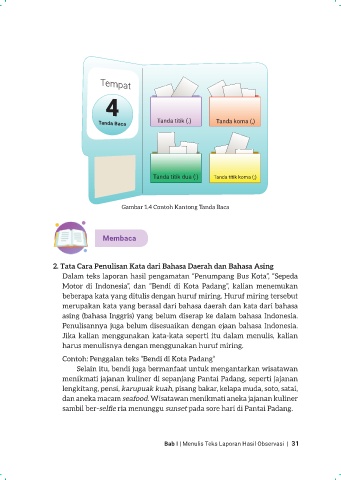 Tempat
4
Tanda Baca
Tanda titik (.)
Tanda koma (,)
Tanda titik dua (:)
Tanda titik koma (;)
Gambar 1.4 Contoh Kantong Tanda Baca
Membaca
2. Tata Cara Penulisan Kata dari Bahasa Daerah dan Bahasa Asing
Dalam teks laporan hasil pengamatan "Penumpang Bus Kota", "Sepeda
Motor di Indonesia", dan "Bendi di Kota Padang", kalian menemukan
beberapa kata yang ditulis dengan huruf miring. Huruf miring tersebut
merupakan kata yang berasal dari bahasa daerah dan kata dari bahasa
asing (bahasa Inggris) yang belum diserap ke dalam bahasa Indonesia.
Penulisannya juga belum disesuaikan dengan ejaan bahasa Indonesia.
Jika kalian menggunakan kata-kata seperti itu dalam menulis, kalian
harus menulisnya dengan menggunakan huruf miring.
Contoh: Penggalan teks "Bendi di Kota Padang"
Selain itu, bendi juga bermanfaat untuk mengantarkan wisatawan
menikmati jajanan kuliner di sepanjang Pantai Padang, seperti jajanan
lengkitang, pensi, karupuak kuah, pisang bakar, kelapa muda, soto, satai,
dan aneka macam seafood. Wisatawan menikmati aneka jajanan kuliner
sambil ber-selfie ria menunggu sunset pada sore hari di Pantai Padang.
Bab I | Menulis Teks Laporan Hasil Observasi | 31